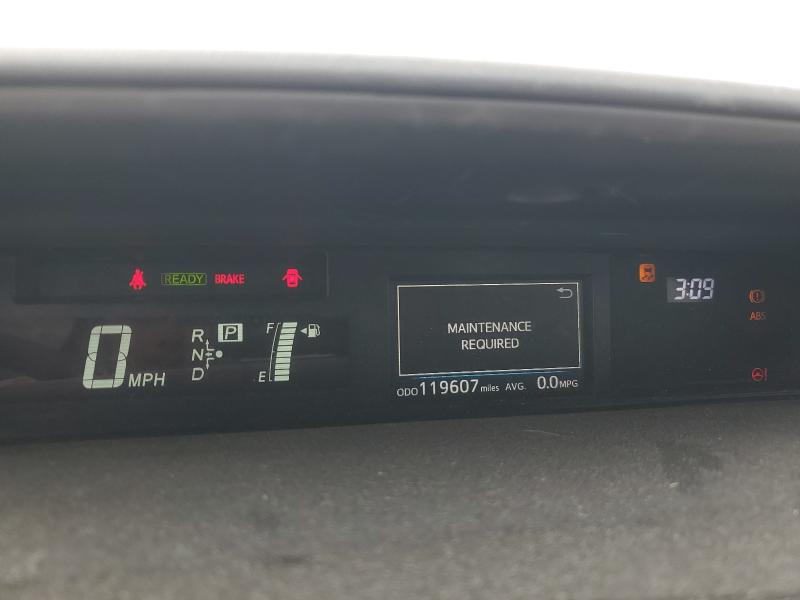 READY BRAKE
3:09
ABS
0 MPH
R P
N
D
F
E
MAINTENANCE
REQUIRED
ODO 119607 miles AVG. 0.0 MPG